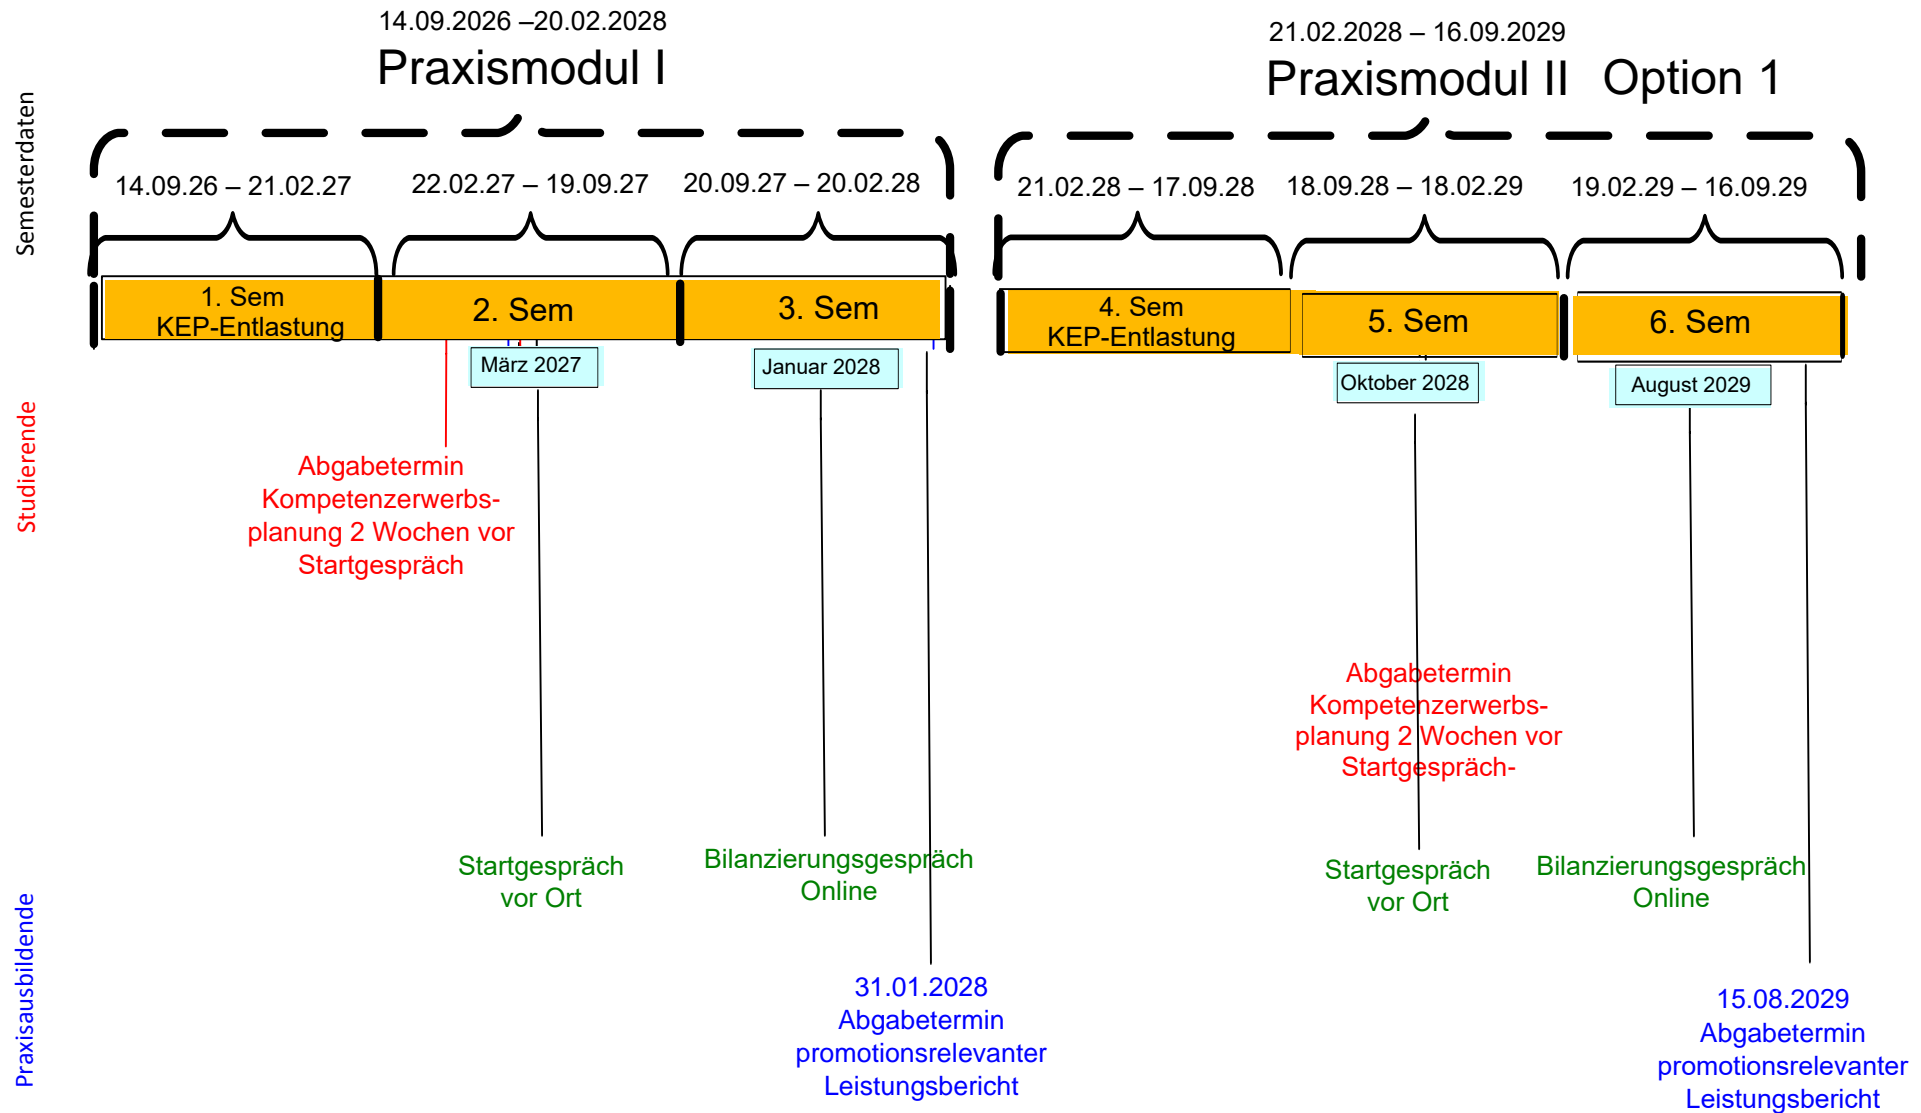 14.09.2026 –20.02.2028
Praxismodul I
21.02.2028 – 16.09.2029
Praxismodul II   Option 1
Semesterdaten
14.09.26 – 21.02.27
22.02.27 – 19.09.27
20.09.27 – 20.02.28
21.02.28 – 17.09.28
18.09.28 – 18.02.29
19.02.29 – 16.09.29
1. Sem
KEP-Entlastung
2. Sem
3. Sem
4. Sem
KEP-Entlastung
5. Sem
6. Sem
März 2027
Januar 2028
Oktober 2028
August 2029
Studierende
Abgabetermin
Kompetenzerwerbs-
planung 2 Wochen vor
Startgespräch
Abgabetermin
Kompetenzerwerbs-
planung 2 Wochen vor
Startgespräch-
Startgespräch
vor Ort
Bilanzierungsgespräch
Online
Startgespräch
vor Ort
Bilanzierungsgespräch
Online
Praxisausbildende
31.01.2028
Abgabetermin
promotionsrelevanter
Leistungsbericht
15.08.2029
Abgabetermin
promotionsrelevanter
Leistungsbericht